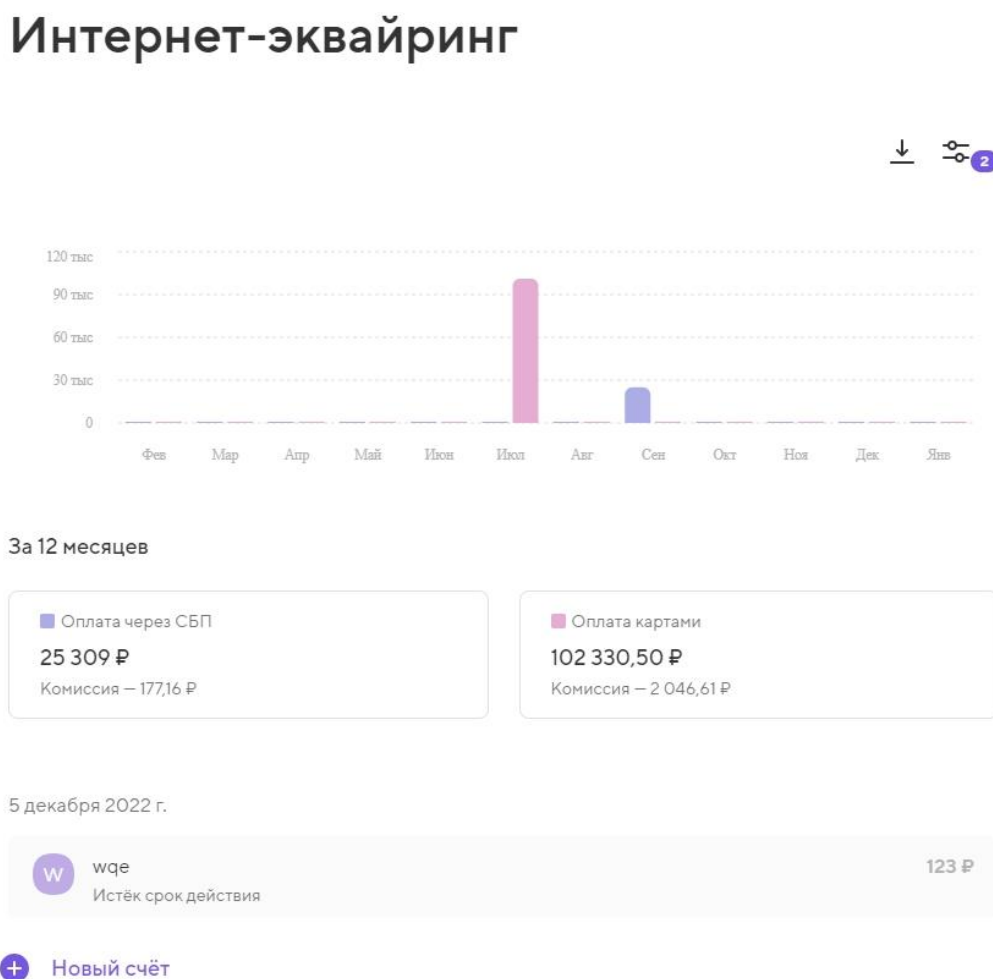 Интернет-эквайринг
2
120 тыс
90 тыс
60 тыс
30 тыс
0
Фев Мар Апр Май Июн Июл Авг Сен Окт Ноя Дек Янв
За 12 месяцев
Оплата через СБП
25 309 ₽
Комиссия — 177,16 ₽
Оплата картами
102 330,50 ₽
Комиссия — 2 046,61 ₽
5 декабря 2022 г.
W
wqe
123 ₽
Истёк срок действия
Новый счёт